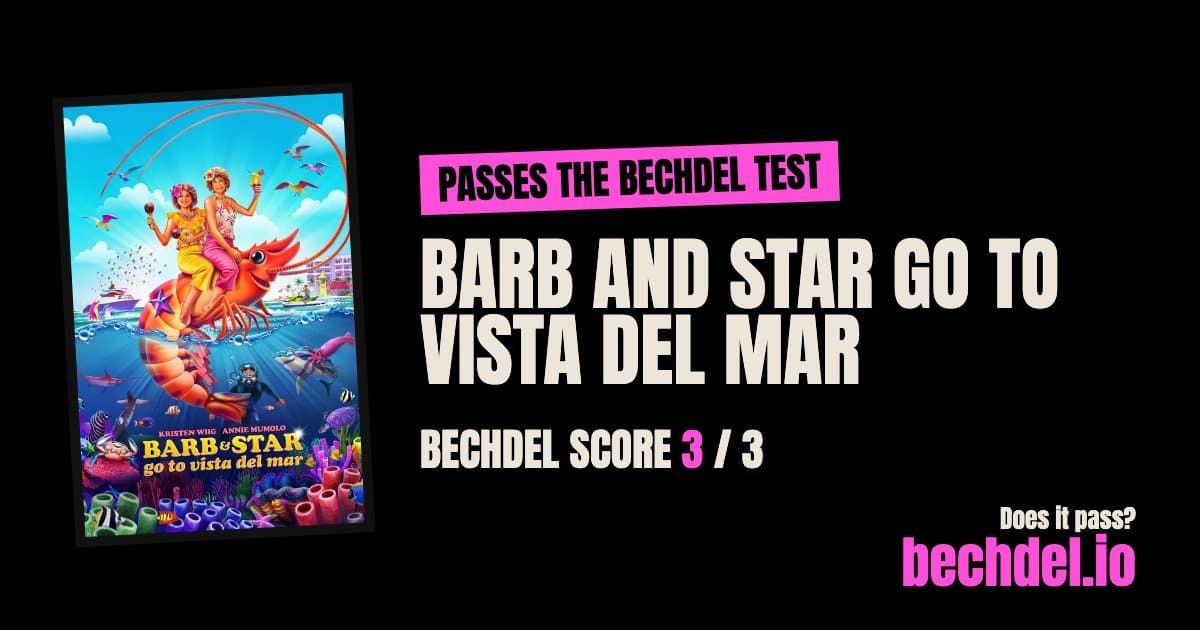 PASSES THE BECHDEL TEST
BARB AND STAR GO TO
VISTA DEL MAR
BECHDEL SCORE 3 / 3
KRISTEN WIIG ANNIE MUMOLO
BARB & STAR
go to vista del mar
Does it pass?
bechdel.io